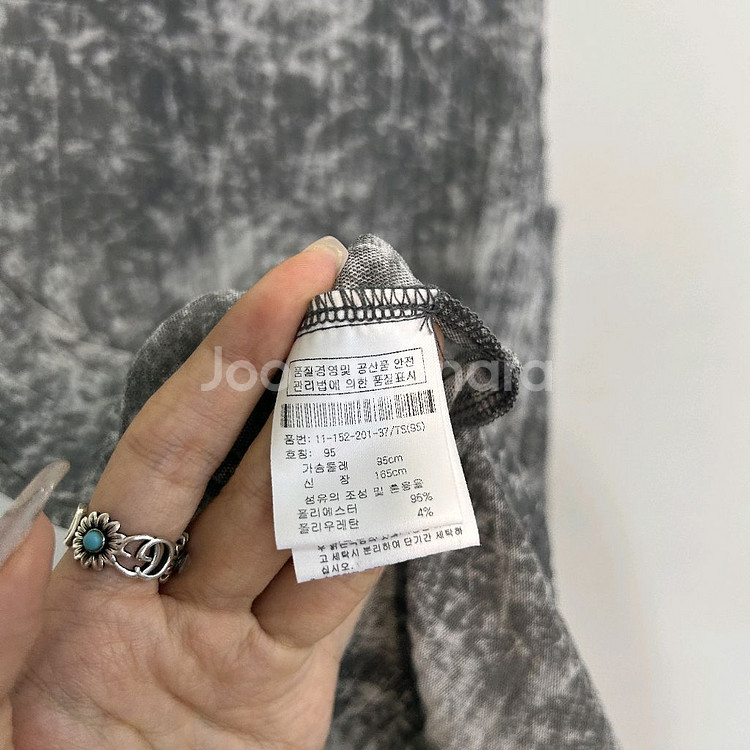 품질경영및 공산품 안전
관리법에 의한 품질표시
품번: 11-152-201-37/TS(95)
호칭: 95
가슴둘레 95cm
신 장 165cm
섬유의 조성 및 혼용율
폴리에스터 96%
폴리우레탄 4%
고 세탁시 분리하여 단기간 세탁하
십시오.